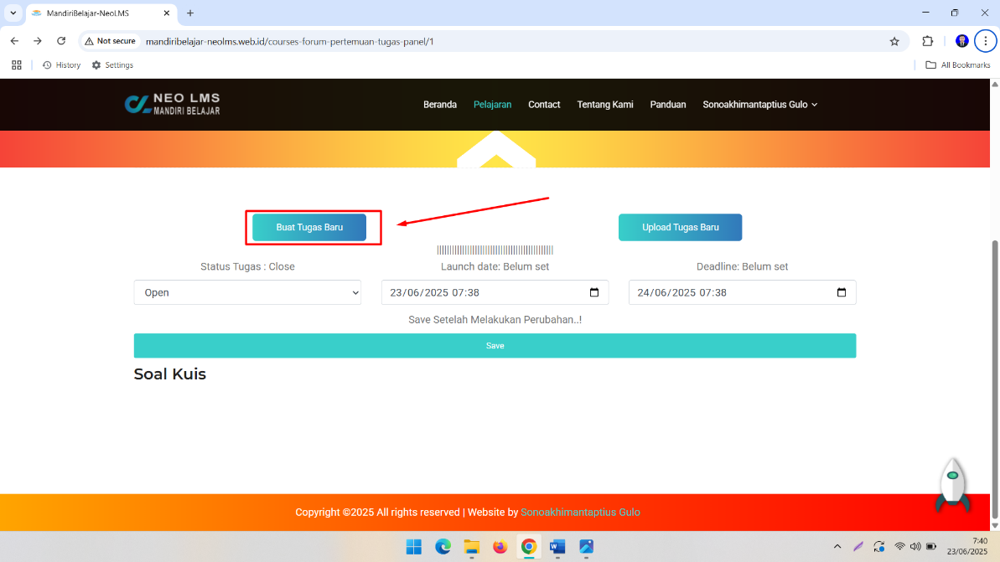 MandiriBelajar-NeoLMS
Not secure
mandiribelajar-neolms.web.id/courses-forum-pertemuan-tugas-panel/1
History
Settings
All Bookmarks
NEO LMS
MANDIRI BELAJAR
Beranda
Pelajaran
Contact
Tentang Kami
Panduan
Sonoakhimantaptius Gulo
Buat Tugas Baru
Upload Tugas Baru
Status Tugas : Close
Launch date: Belum set
Deadline: Belum set
Open
23/06/2025 07:38
24/06/2025 07:38
Save Setelah Melakukan Perubahan..!
Save
Soal Kuis
Copyright ©2025 All rights reserved | Website by Sonoakhimantaptius Gulo
7:40
23/06/2025